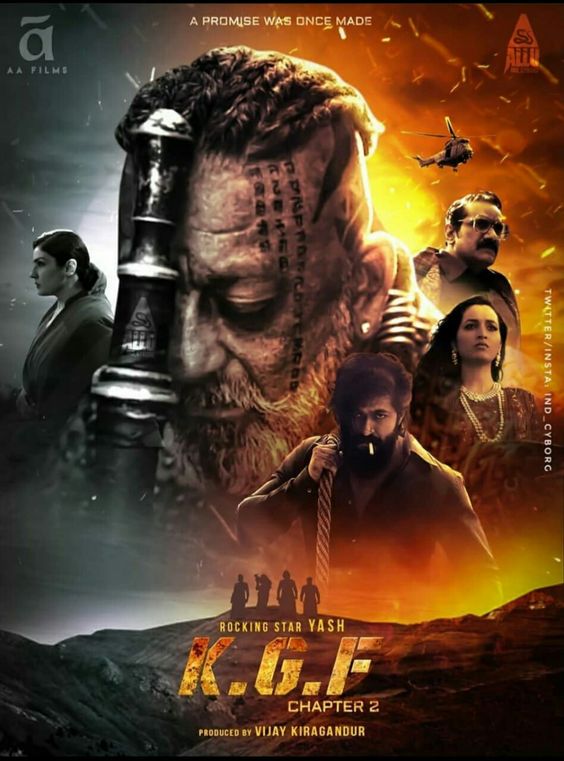 A PROMISE WAS ONCE MADE
ā
AA FILMS
TWITTER/INSTA: IND_CYBORG
ROCKING STAR YASH
K.G.F
CHAPTER 2
PRODUCED BY VIJAY KIRAGANDUR